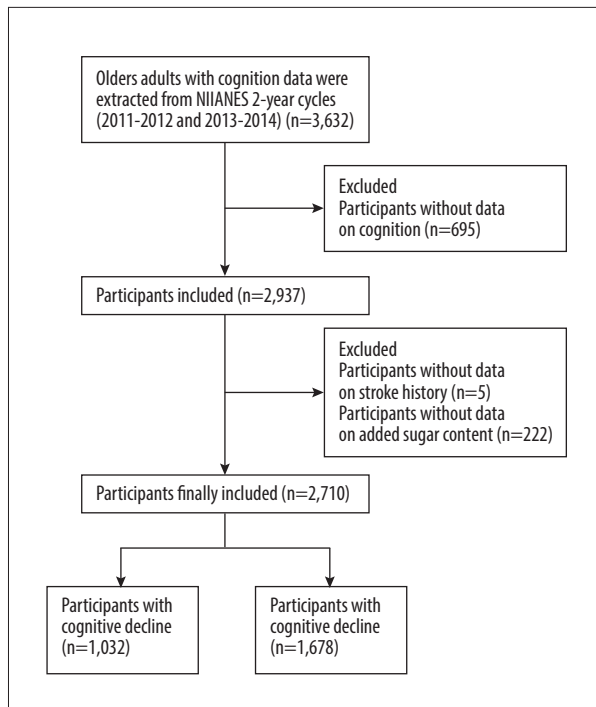 Olders adults with cognition data were
extracted from NIIANES 2-year cycles
(2011-2012 and 2013-2014) (n=3,632)
Excluded
Participants without data
on cognition (n=695)
Participants included (n=2,937)
Excluded
Participants without data
on stroke history (n=5)
Participants without data
on added sugar content (n=222)
Participants finally included (n=2,710)
Participants with
cognitive decline
(n=1,032)
Participants with
cognitive decline
(n=1,678)